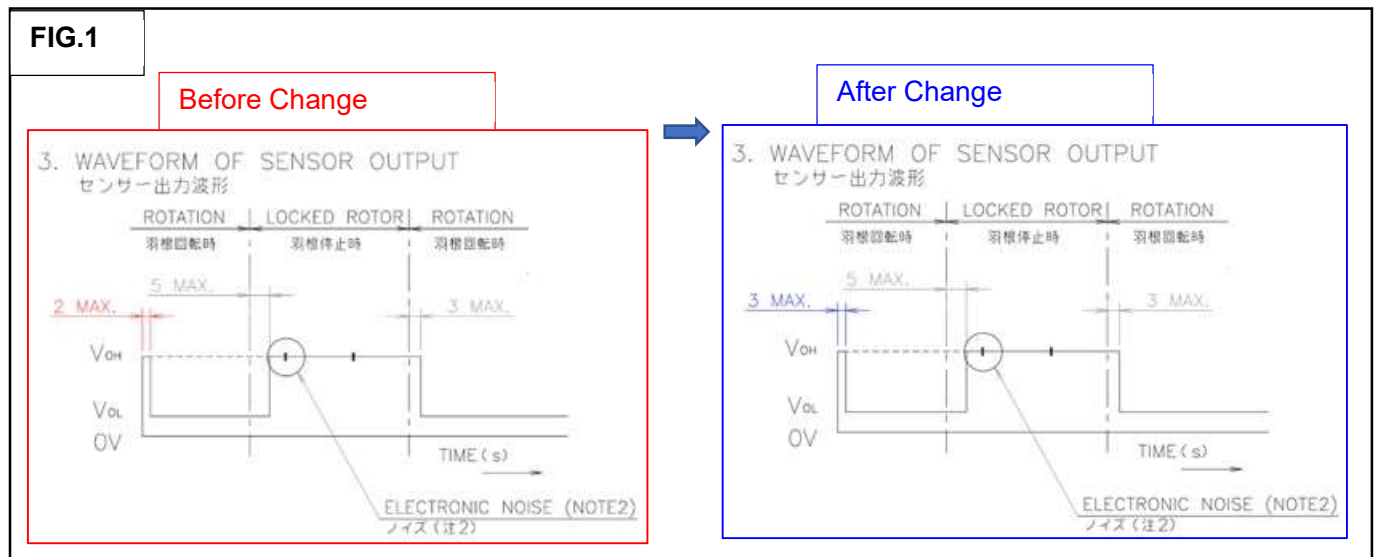 FIG.1
Before Change
3. WAVEFORM OF SENSOR OUTPUT
センサー出力波形
ROTATION LOCKED ROTOR ROTATION
羽根回転時 羽根停止時 羽根回転時
5 MAX.
2 MAX. 3 MAX.
VOH
VOL
0V
TIME(s)
ELECTRONIC NOISE (NOTE2)
ノイズ(注2)
After Change
3. WAVEFORM OF SENSOR OUTPUT
センサー出力波形
ROTATION LOCKED ROTOR ROTATION
羽根回転時 羽根停止時 羽根回転時
5 MAX.
3 MAX. 3 MAX.
VOH
VOL
0V
TIME(s)
ELECTRONIC NOISE (NOTE2)
ノイズ(注2)